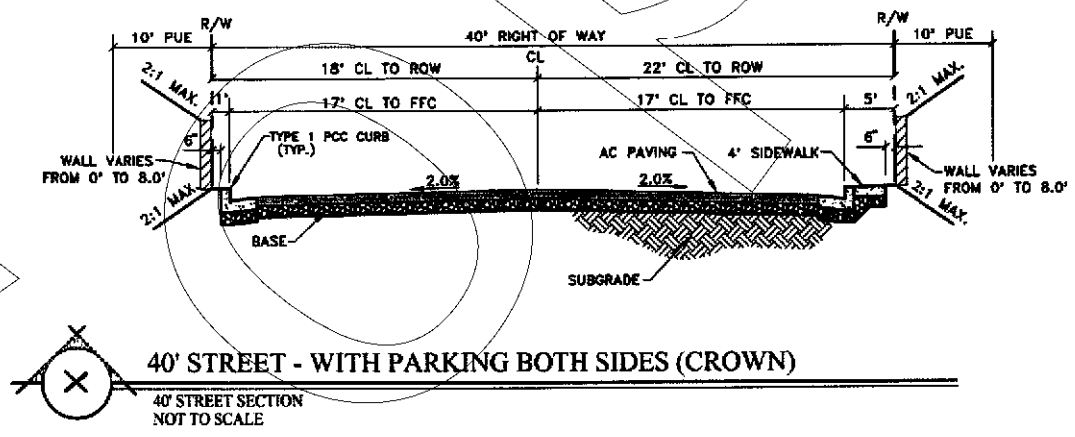 R/W
R/W
10' PUE
40' RIGHT OF WAY
10' PUE
CL
18' CL TO ROW
22' CL TO ROW
2:1 MAX.
2:1 MAX.
1'
17' CL TO FFC
17' CL TO FFC
5'
6"
TYPE 1 PCC CURB
(TYP.)
AC PAVING
4' SIDEWALK
6"
WALL VARIES
FROM 0' TO 8.0'
WALL VARIES
FROM 0' TO 8.0'
2.0%
2.0%
2:1 MAX.
2:1 MAX.
BASE
SUBGRADE
X
40' STREET - WITH PARKING BOTH SIDES (CROWN)
40' STREET SECTION
NOT TO SCALE